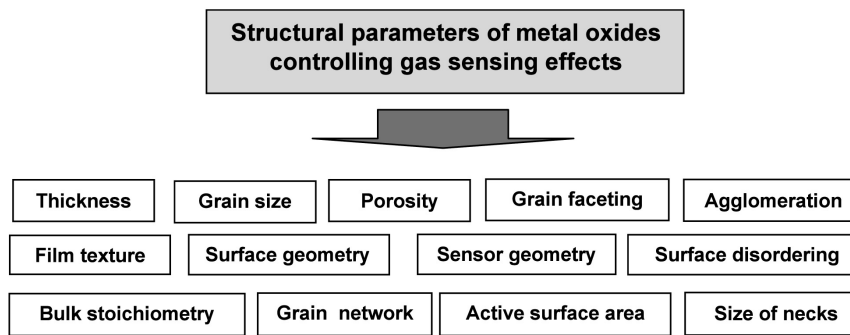 Structural parameters of metal oxides
controlling gas sensing effects
Thickness
Grain size
Porosity
Grain faceting
Agglomeration
Film texture
Surface geometry
Sensor geometry
Surface disordering
Bulk stoichiometry
Grain network
Active surface area
Size of necks